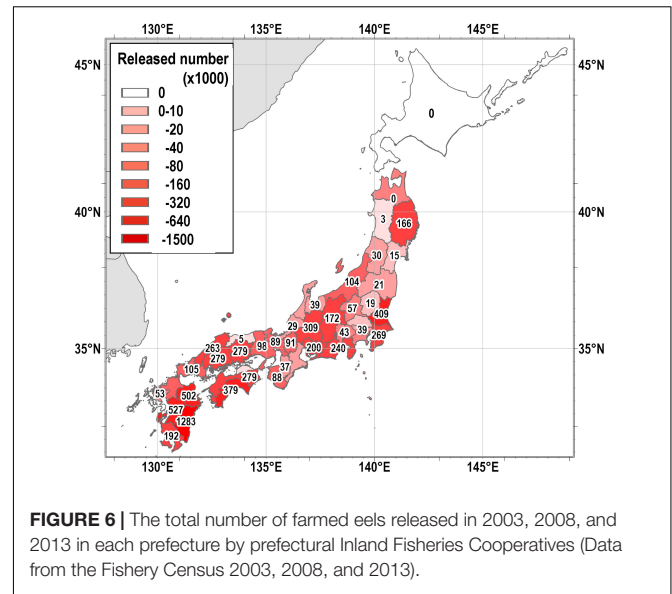 130°E 135°E 140°E 145°E
45°N 45°N
Released number
(x1000)
0
0-10
-20
-40
-80
-160
-320
-640
-1500
0
40°N 40°N
0
3 166
30 15
104 21
39 57 19
172 409
29 309 43 39 269
5
263 279 98 89 91
279
35°N 200 240 35°N
105 37
279 88
53 502 379
527
1283
192
130°E 135°E 140°E 145°E
FIGURE 6 | The total number of farmed eels released in 2003, 2008, and
2013 in each prefecture by prefectural Inland Fisheries Cooperatives (Data
from the Fishery Census 2003, 2008, and 2013).